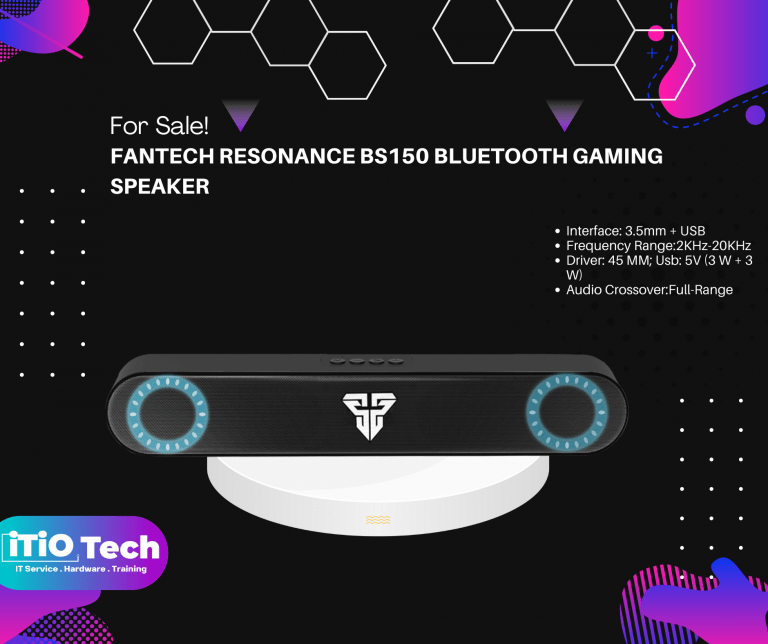 For Sale!
FANTECH RESONANCE BS150 BLUETOOTH GAMING
SPEAKER
• Interface: 3.5mm + USB
• Frequency Range:2KHz-20KHz
• Driver: 45 MM; Usb: 5V (3 W + 3
W)
• Audio Crossover:Full-Range
iTiO Tech
IT Service . Hardware . Training